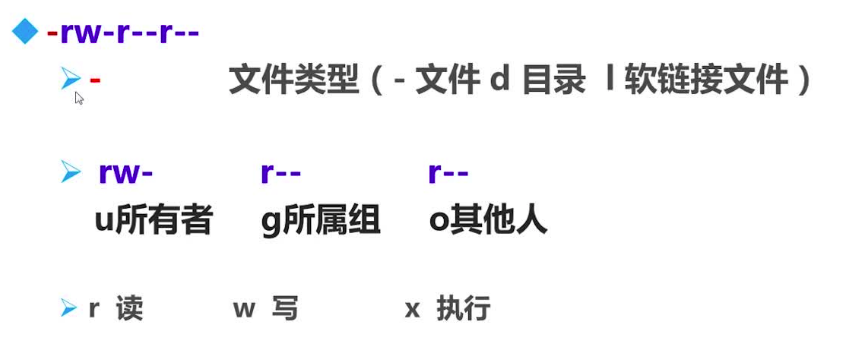 -rw-r--r--
- 文件类型（- 文件 d 目录 l 软链接文件）
rw- r-- r--
u所有者 g所属组 o其他人
r 读 w 写 x 执行